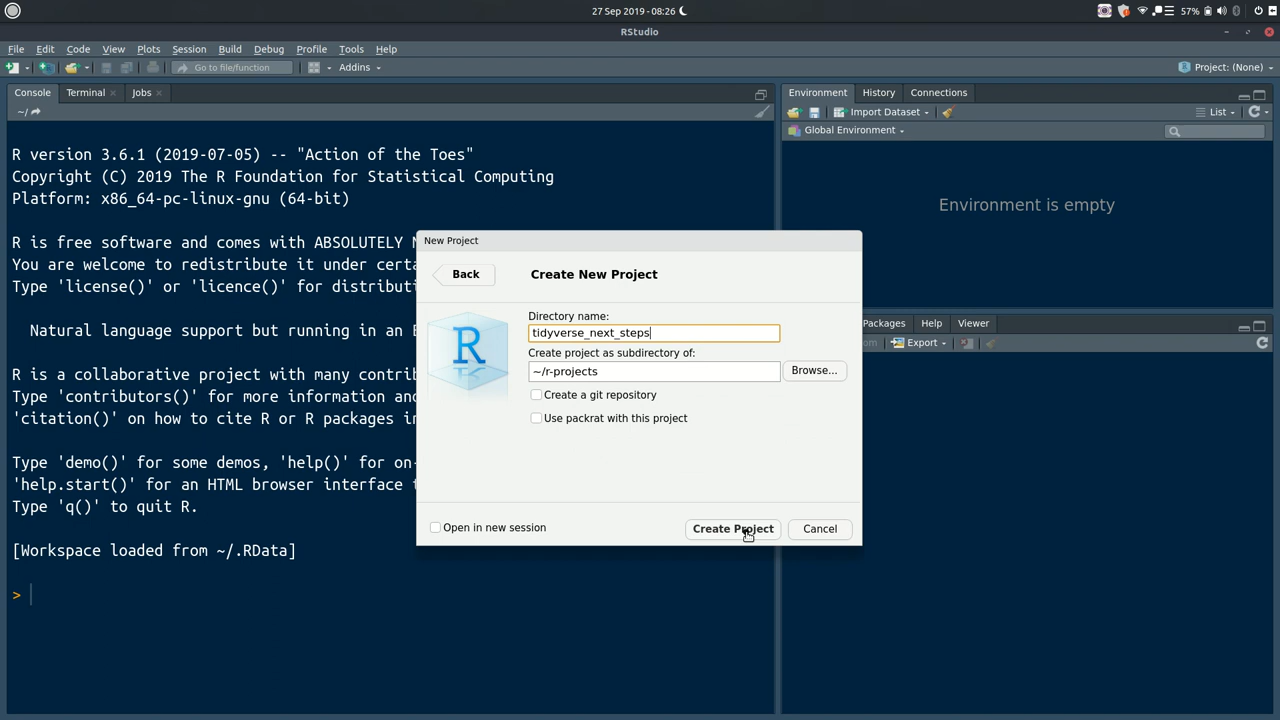 27 Sep 2019 - 08:26
57%
RStudio
File Edit Code View Plots Session Build Debug Profile Tools Help
Go to file/function
Addins
Project: (None)
Console Terminal Jobs
~/
R version 3.6.1 (2019-07-05) -- "Action of the Toes"
Copyright (C) 2019 The R Foundation for Statistical Computing
Platform: x86_64-pc-linux-gnu (64-bit)
R is free software and comes with ABSOLUTELY
You are welcome to redistribute it under certa
Type 'license()' or 'licence()' for distributi
Natural language support but running in an E
R is a collaborative project with many contrib
Type 'contributors()' for more information and
'citation()' on how to cite R or R packages in
Type 'demo()' for some demos, 'help()' for on-
'help.start()' for an HTML browser interface t
Type 'q()' to quit R.
[Workspace loaded from ~/.RData]
>
Environment History Connections
Import Dataset
List
Global Environment
Environment is empty
Packages Help Viewer
om
Export
New Project
Back
Create New Project
R
Directory name:
tidyverse_next_steps
Create project as subdirectory of:
~/r-projects
Browse...
Create a git repository
Use packrat with this project
Open in new session
Create Project
Cancel